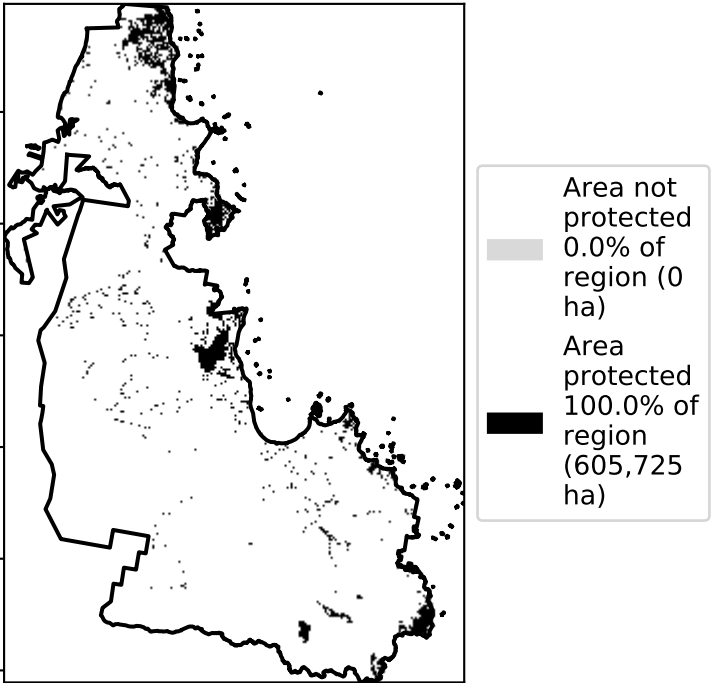 Area not
protected
0.0% of
region (0
ha)
Area
protected
100.0% of
region
(605,725
ha)